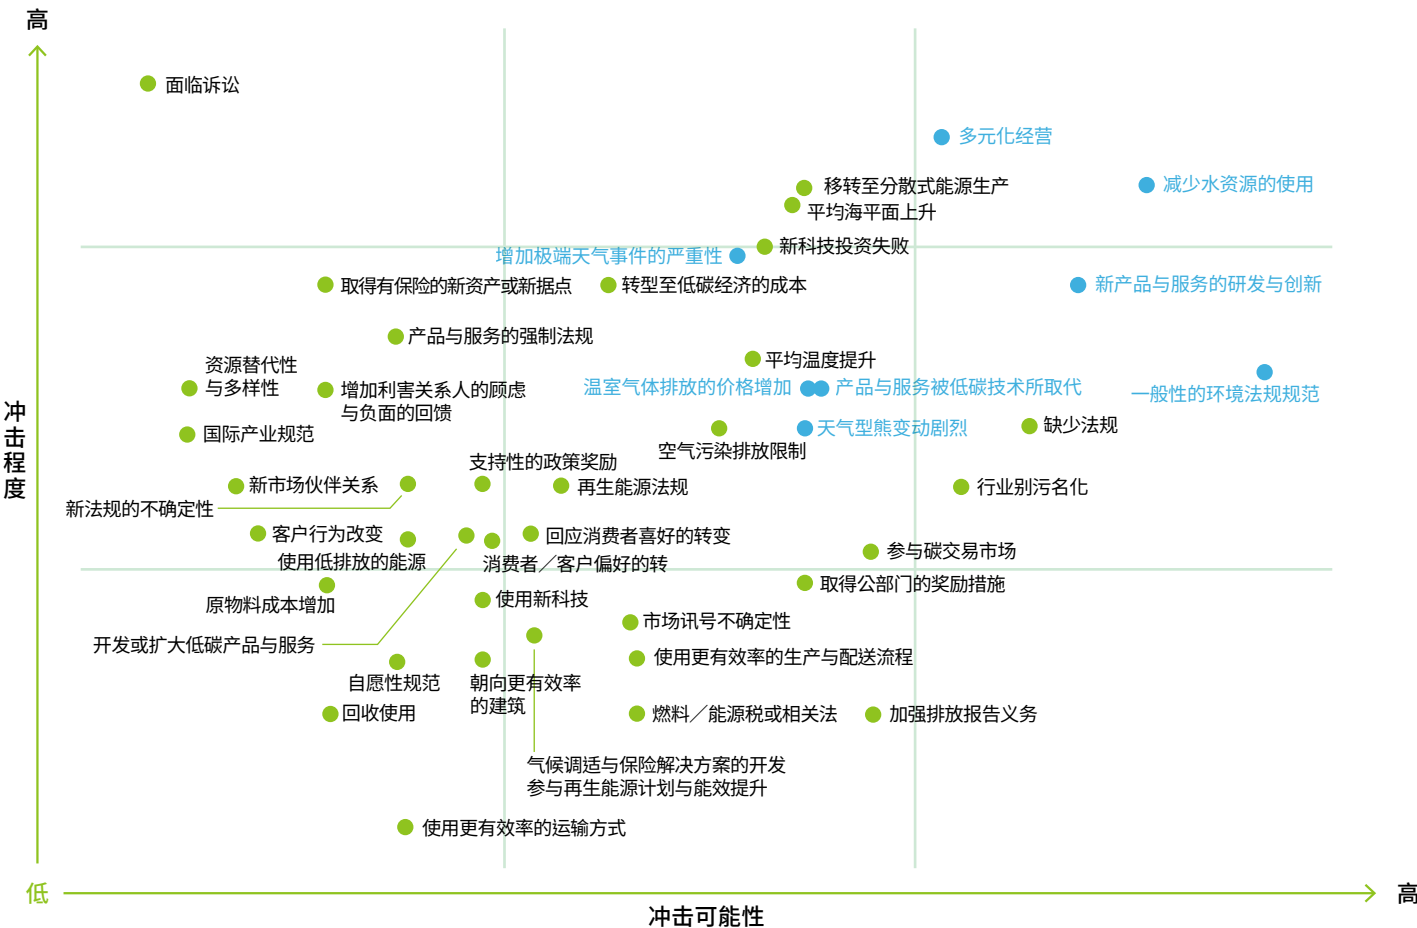 高
面临诉讼
多元化经营
减少水资源的使用
移转至分散式能源生产
平均海平面上升
新科技投资失败
增加极端天气事件的严重性
取得有保险的新资产或新据点
转型至低碳经济的成本
新产品与服务的研发与创新
产品与服务的强制法规
平均温度提升
资源替代性
与多样性
增加利害关系人的顾虑
与负面的回馈
温室气体排放的价格增加
产品与服务被低碳技术所取代
一般性的环境法规规范
国际产业规范
空气污染排放限制
天气型熊变动剧烈
缺少法规
冲击程度
支持性的政策奖励
新市场伙伴关系
再生能源法规
行业别污名化
新法规的不确定性
客户行为改变
使用低排放的能源
回应消费者喜好的转变
消费者／客户偏好的转
参与碳交易市场
取得公部门的奖励措施
原物料成本增加
使用新科技
市场讯号不确定性
开发或扩大低碳产品与服务
使用更有效率的生产与配送流程
自愿性规范
朝向更有效率
的建筑
回收使用
燃料／能源税或相关法
加强排放报告义务
气候调适与保险解决方案的开发
参与再生能源计划与能效提升
使用更有效率的运输方式
低
高
冲击可能性